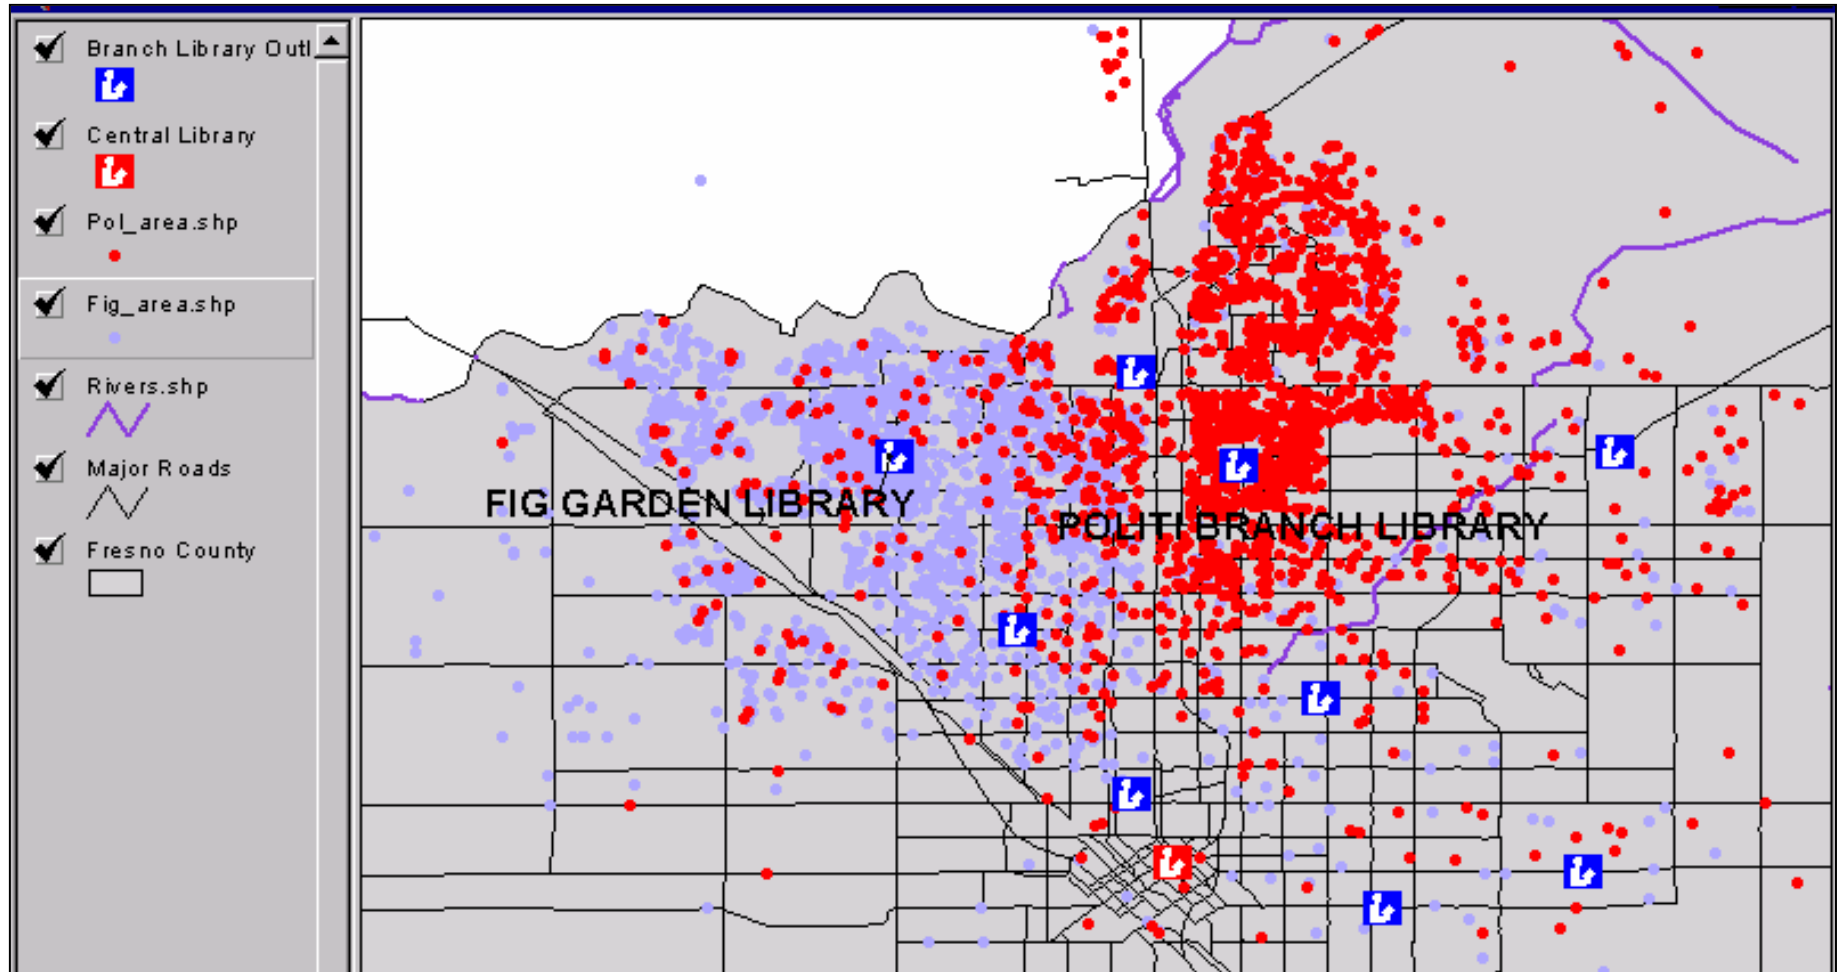 Branch Library Outl
Central Library
Pol_area.shp
Fig_area.shp
Rivers.shp
Major Roads
Fresno County
FIG GARDEN LIBRARY
POLITI BRANCH LIBRARY